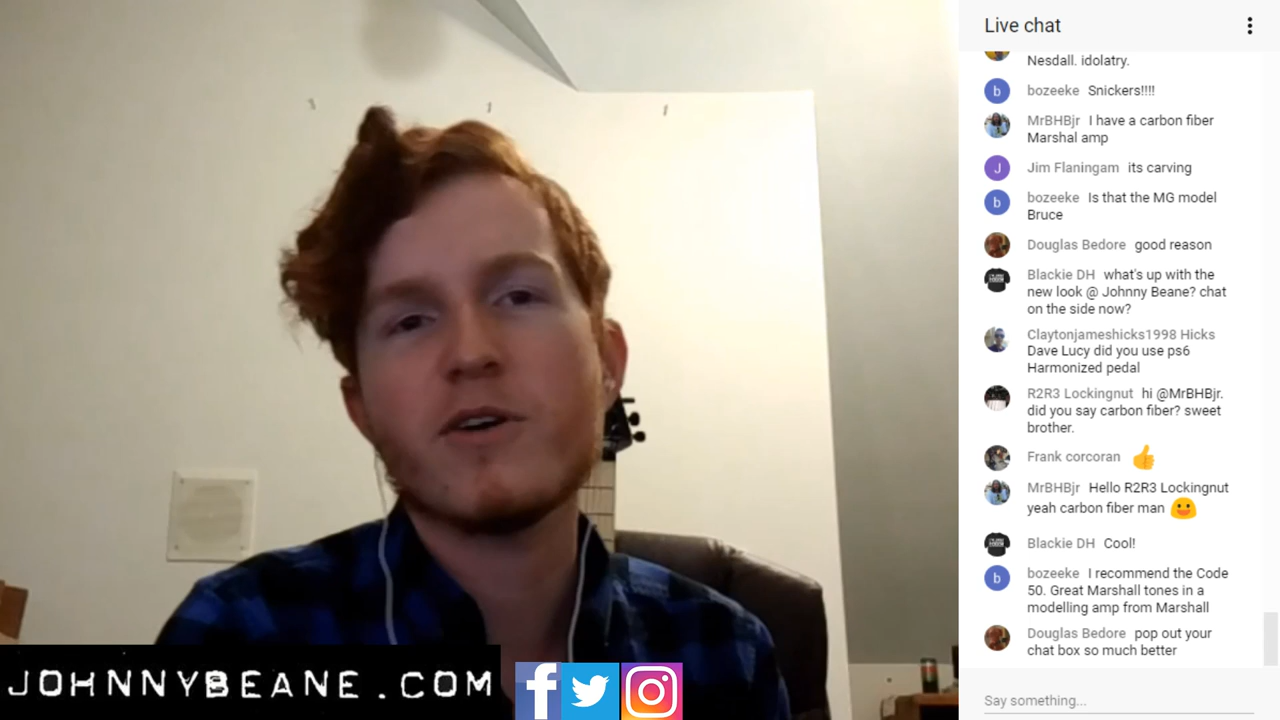 Live chat
Nesdall. idolatry.
bozeeke Snickers!!!!
MrBHBjr I have a carbon fiber
Marshal amp
Jim Flaningam its carving
bozeeke Is that the MG model
Bruce
Douglas Bedore good reason
Blackie DH what's up with the
new look @ Johnny Beane? chat
on the side now?
Claytonjameshicks1998 Hicks
Dave Lucy did you use ps6
Harmonized pedal
R2R3 Lockingnut hi @MrBHBjr.
did you say carbon fiber? sweet
brother.
Frank corcoran 👍
MrBHBjr Hello R2R3 Lockingnut
yeah carbon fiber man 😃
Blackie DH Cool!
bozeeke I recommend the Code
50. Great Marshall tones in a
modelling amp from Marshall
Douglas Bedore pop out your
chat box so much better
Say something...
JOHNNYBEANE.COM